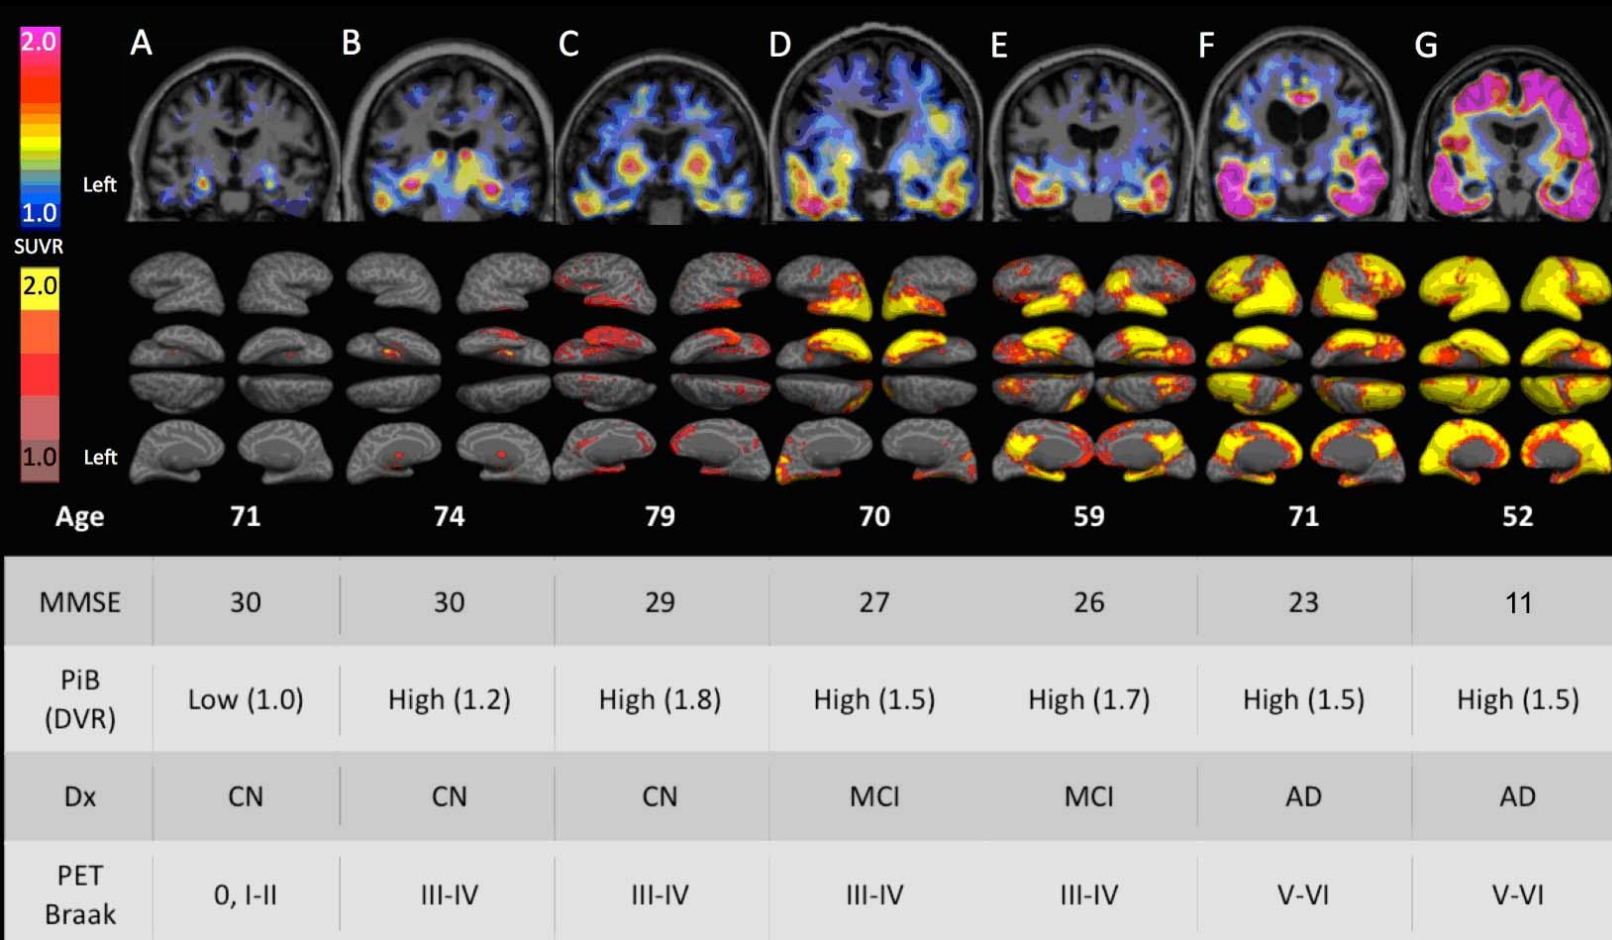 A B C D E F G
2.0
Left
1.0
SUVR
2.0
1.0
Left
Age 71 74 79 70 59 71 52
MMSE 30 30 29 27 26 23 11
PiB
(DVR) Low (1.0) High (1.2) High (1.8) High (1.5) High (1.7) High (1.5) High (1.5)
Dx CN CN CN MCI MCI AD AD
PET
Braak 0, I-II III-IV III-IV III-IV III-IV V-VI V-VI